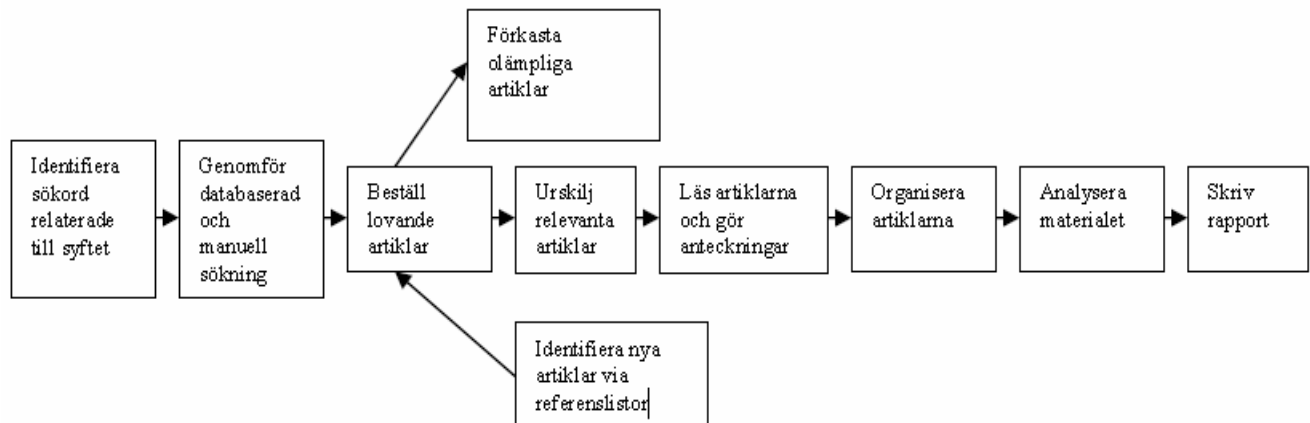 Förkasta
olämpliga
artiklar
Identifiera
sökord
relaterade
till syftet
Genomför
databaserad
och
manuell
sökning
Beställ
lovande
artiklar
Urskilj
relevanta
artiklar
Läs artiklarna
och gör
anteckningar
Organisera
artiklarna
Analysera
materialet
Skriv
rapport
Identifiera nya
artiklar via
referenslistor